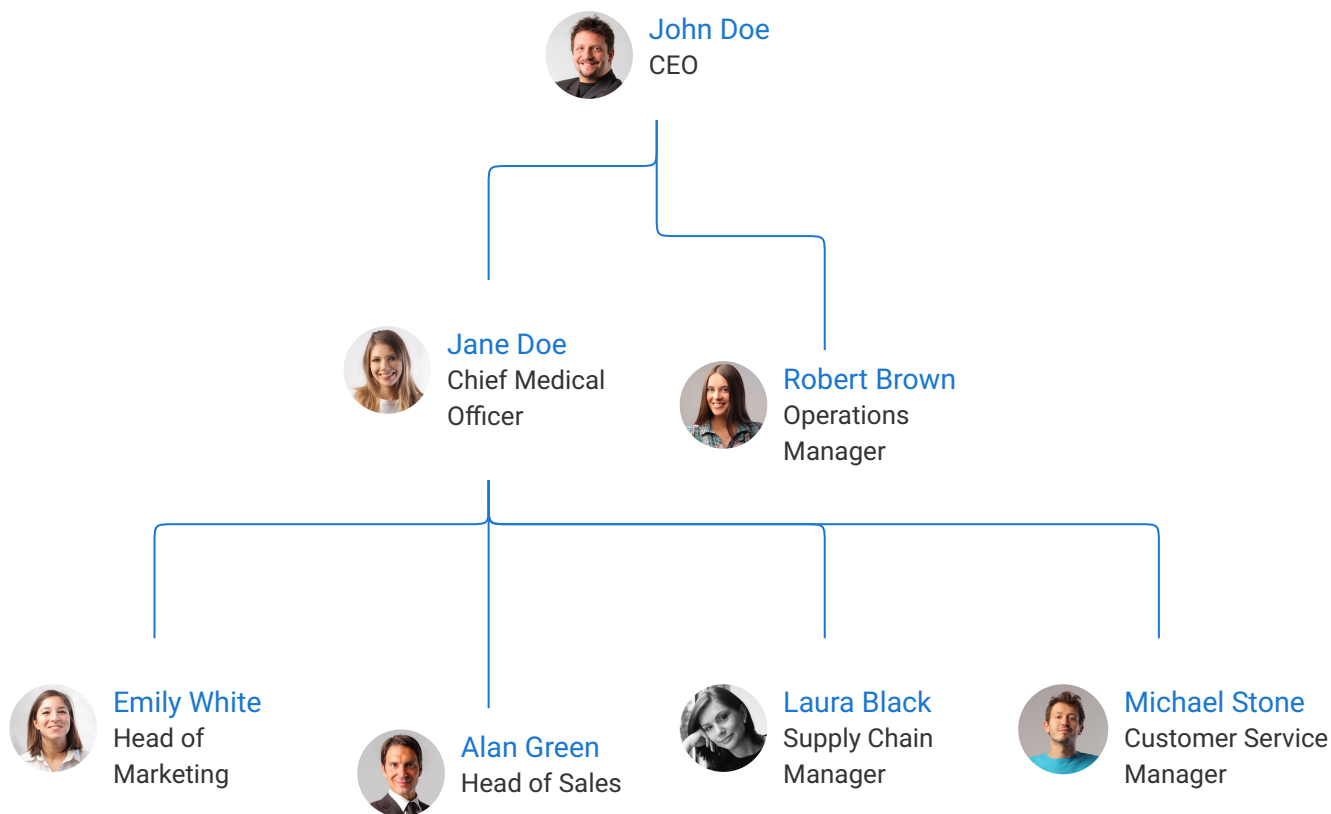 John Doe
CEO
Jane Doe
Chief Medical
Officer
Robert Brown
Operations
Manager
Emily White
Head of
Marketing
Alan Green
Head of Sales
Laura Black
Supply Chain
Manager
Michael Stone
Customer Service
Manager